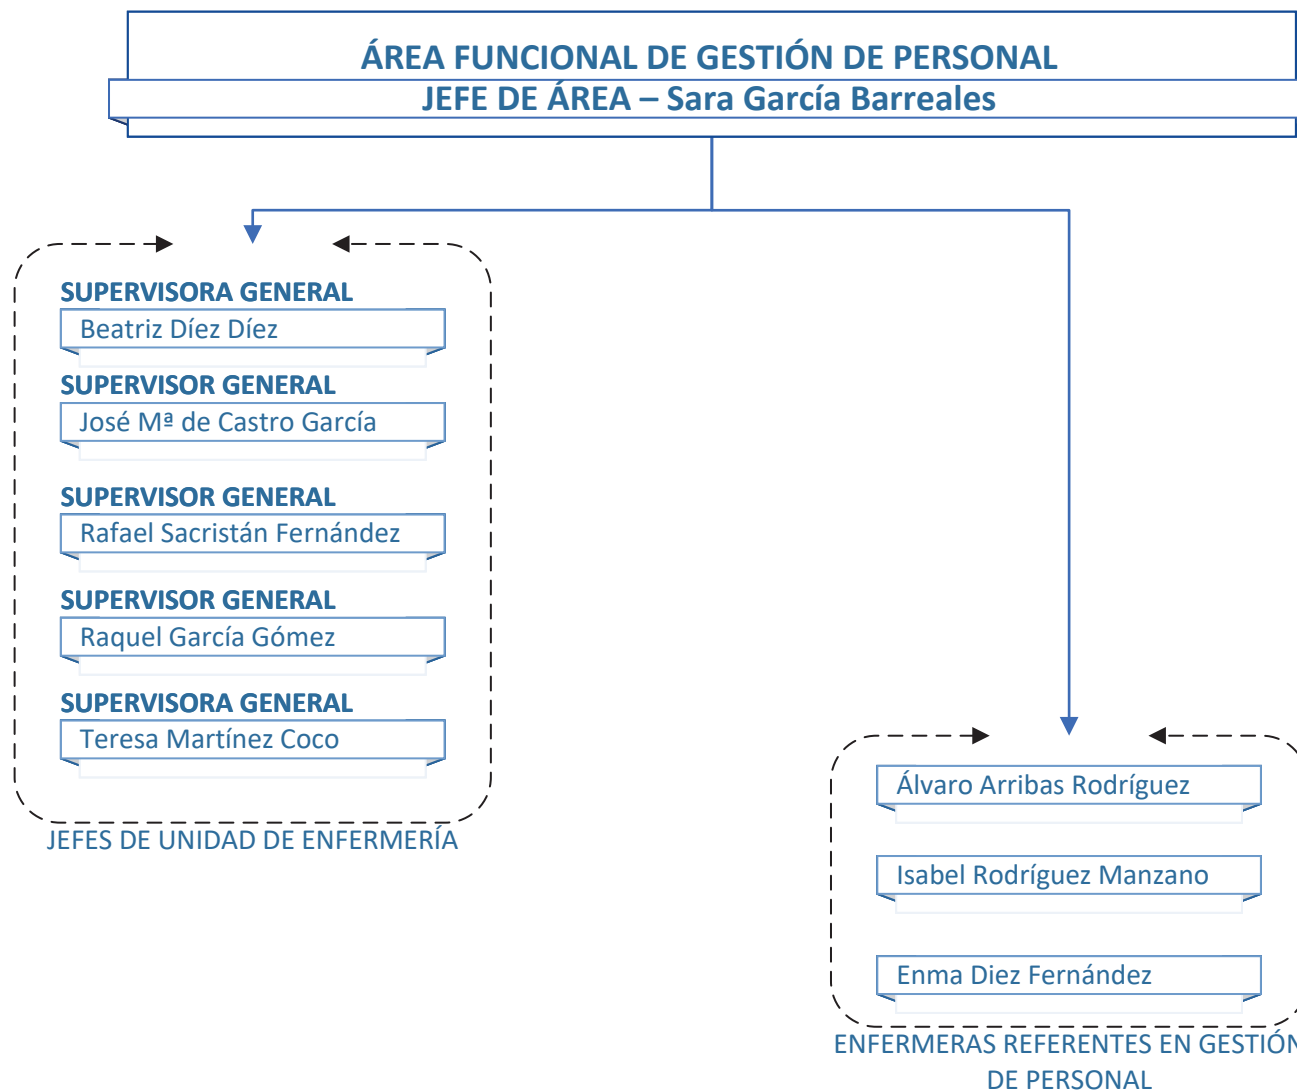 ÁREA FUNCIONAL DE GESTIÓN DE PERSONAL
JEFE DE ÁREA – Sara García Barreales
SUPERVISORA GENERAL
Beatriz Díez Díez
SUPERVISOR GENERAL
José Mª de Castro García
SUPERVISOR GENERAL
Rafael Sacristán Fernández
SUPERVISOR GENERAL
Raquel García Gómez
SUPERVISORA GENERAL
Teresa Martínez Coco
JEFES DE UNIDAD DE ENFERMERÍA
Álvaro Arribas Rodríguez
Isabel Rodríguez Manzano
Enma Diez Fernández
ENFERMERAS REFERENTES EN GESTIÓN
DE PERSONAL